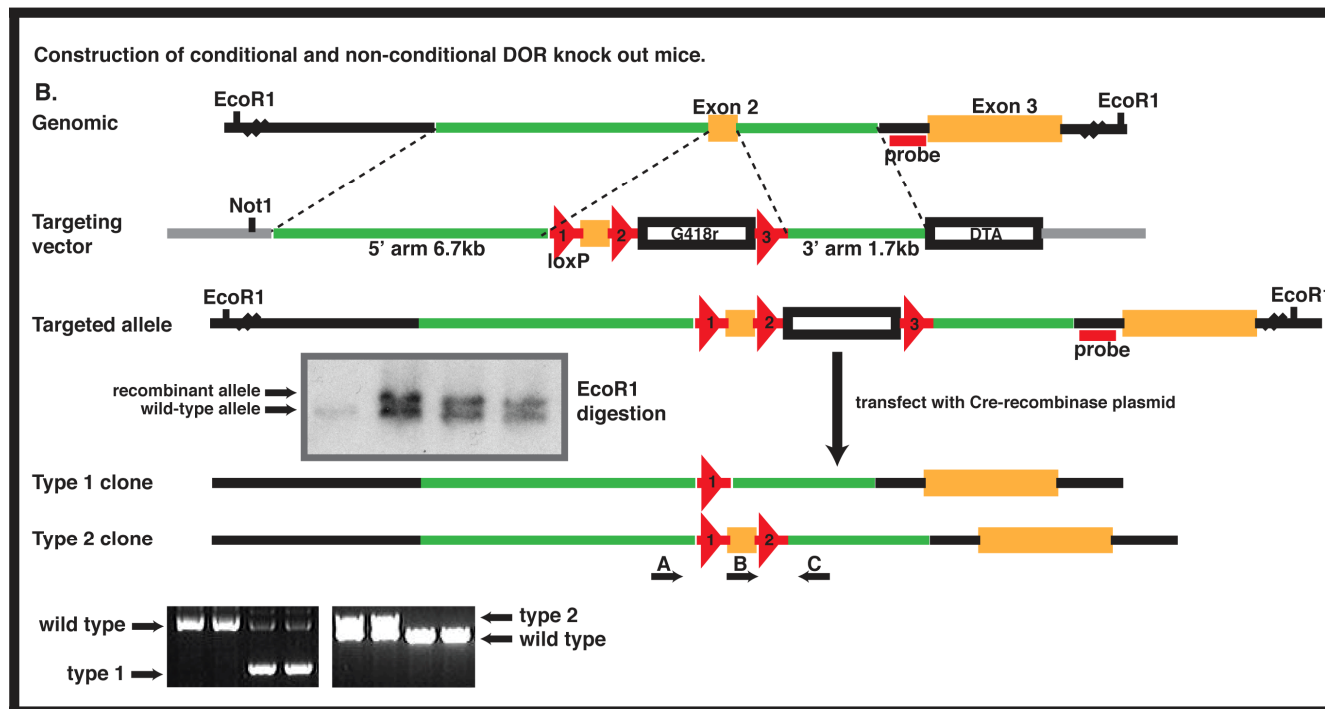 Construction of conditional and non-conditional DOR knock out mice.
B.
EcoR1
Exon 2
Exon 3
EcoR1
Genomic
probe
Targeting
vector
Not1
1
2
G418r
3
DTA
5' arm 6.7kb
loxP
3' arm 1.7kb
EcoR1
EcoR1
Targeted allele
1
2
3
probe
recombinant allele
wild-type allele
EcoR1
digestion
transfect with Cre-recombinase plasmid
Type 1 clone
1
Type 2 clone
1
2
A
B
C
wild type
type 1
type 2
wild type